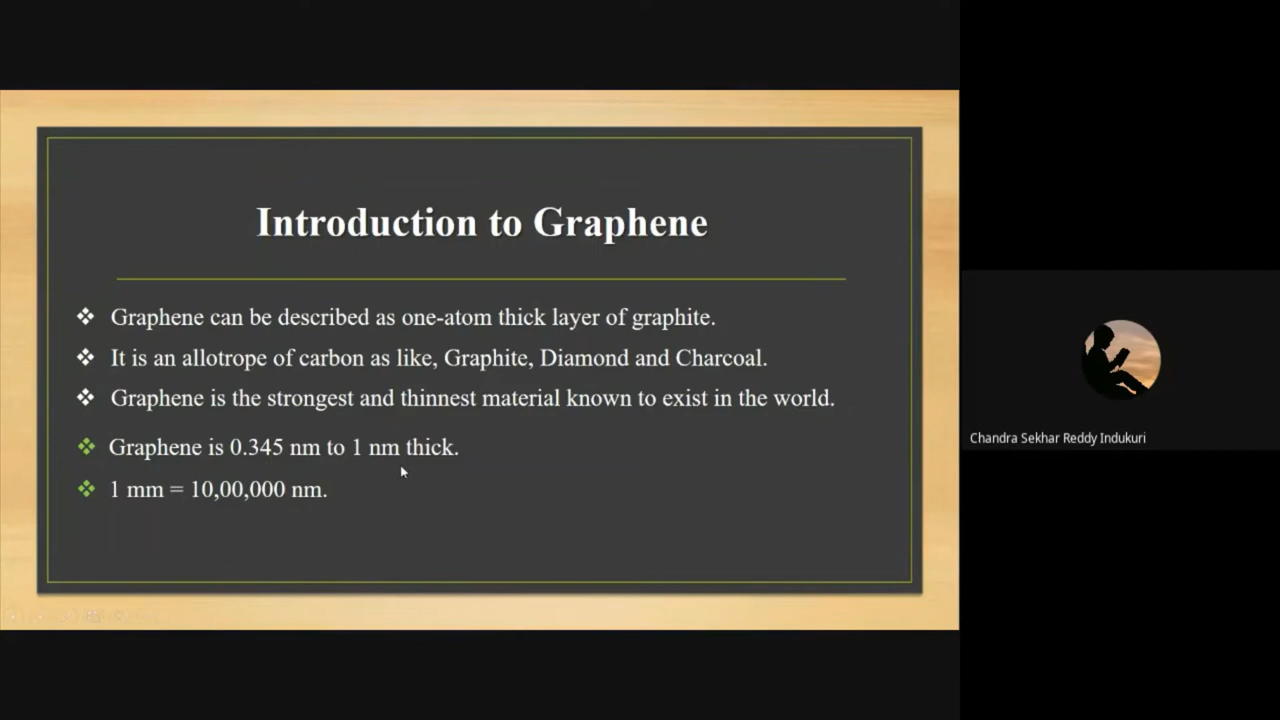 Introduction to Graphene
❖ Graphene can be described as one-atom thick layer of graphite.
❖ It is an allotrope of carbon as like, Graphite, Diamond and Charcoal.
❖ Graphene is the strongest and thinnest material known to exist in the world.
❖ Graphene is 0.345 nm to 1 nm thick.
❖ 1 mm = 10,00,000 nm.
Chandra Sekhar Reddy Indukuri